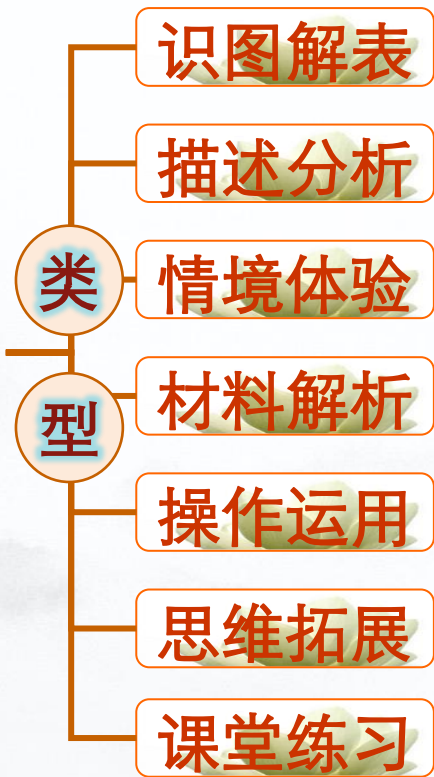 类
型
识图解表
描述分析
情境体验
材料解析
操作运用
思维拓展
课堂练习